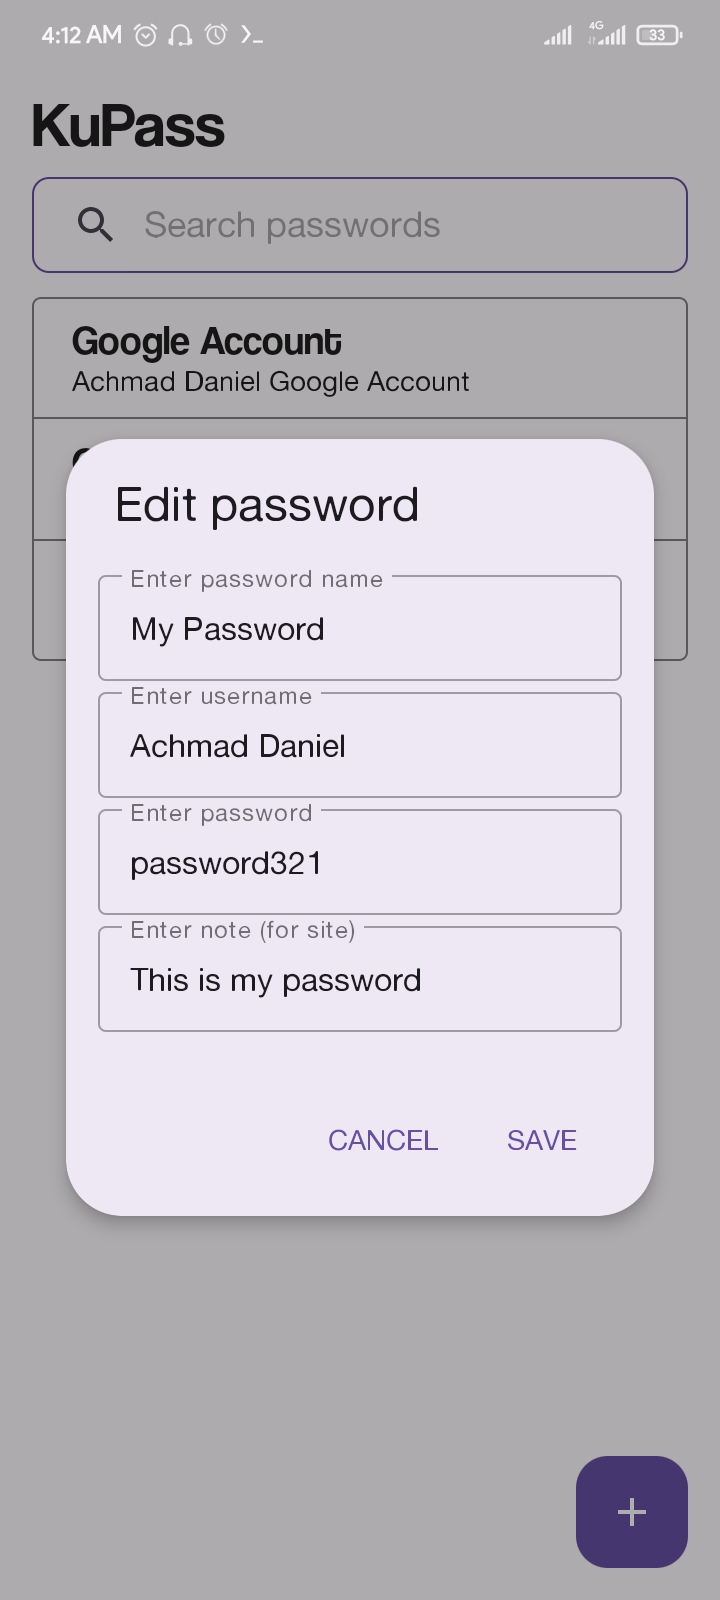 4:12 AM
4G
33
KuPass
Search passwords
Google Account
Achmad Daniel Google Account
Edit password
Enter password name
My Password
Enter username
Achmad Daniel
Enter password
password321
Enter note (for site)
This is my password
CANCEL SAVE